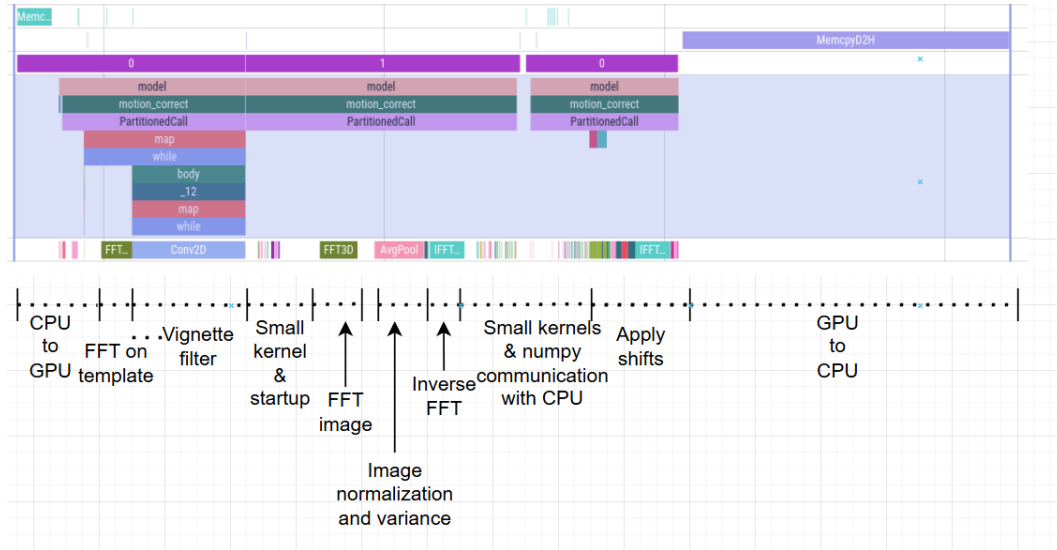 Memc...
MemcpyD2H
0 1 0
model model model
motion_correct motion_correct motion_correct
PartitionedCall PartitionedCall PartitionedCall
map
while
body
_12
map
while
FFT... Conv2D FFT3D AvgPool IFFT... IFFT...
CPU
to
GPU
FFT on
template
Vignette
filter
Small
kernel
&
startup
FFT
image
Image
normalization
and variance
Inverse
FFT
Small kernels
& numpy
communication
with CPU
Apply
shifts
GPU
to
CPU